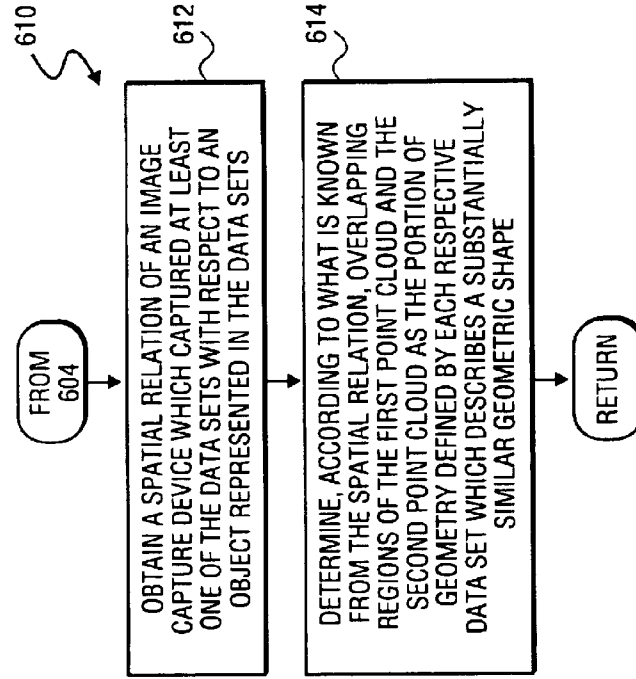 610
FROM
604
612
OBTAIN A SPATIAL RELATION OF AN IMAGE
CAPTURE DEVICE WHICH CAPTURED AT LEAST
ONE OF THE DATA SETS WITH RESPECT TO AN
OBJECT REPRESENTED IN THE DATA SETS
614
DETERMINE, ACCORDING TO WHAT IS KNOWN
FROM THE SPATIAL RELATION, OVERLAPPING
REGIONS OF THE FIRST POINT CLOUD AND THE
SECOND POINT CLOUD AS THE PORTION OF
GEOMETRY DEFINED BY EACH RESPECTIVE
DATA SET WHICH DESCRIBES A SUBSTANTIALLY
SIMILAR GEOMETRIC SHAPE
RETURN